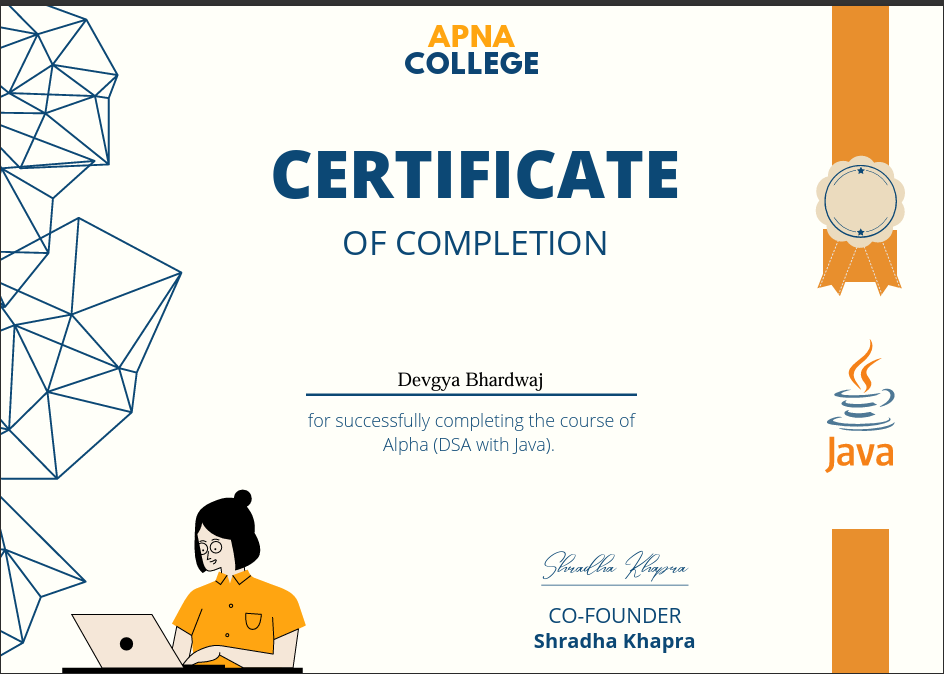 APNA
COLLEGE
CERTIFICATE
OF COMPLETION
Devgya Bhardwaj
for successfully completing the course of
Alpha (DSA with Java).
Java
Shradha Khapra
CO-FOUNDER
Shradha Khapra